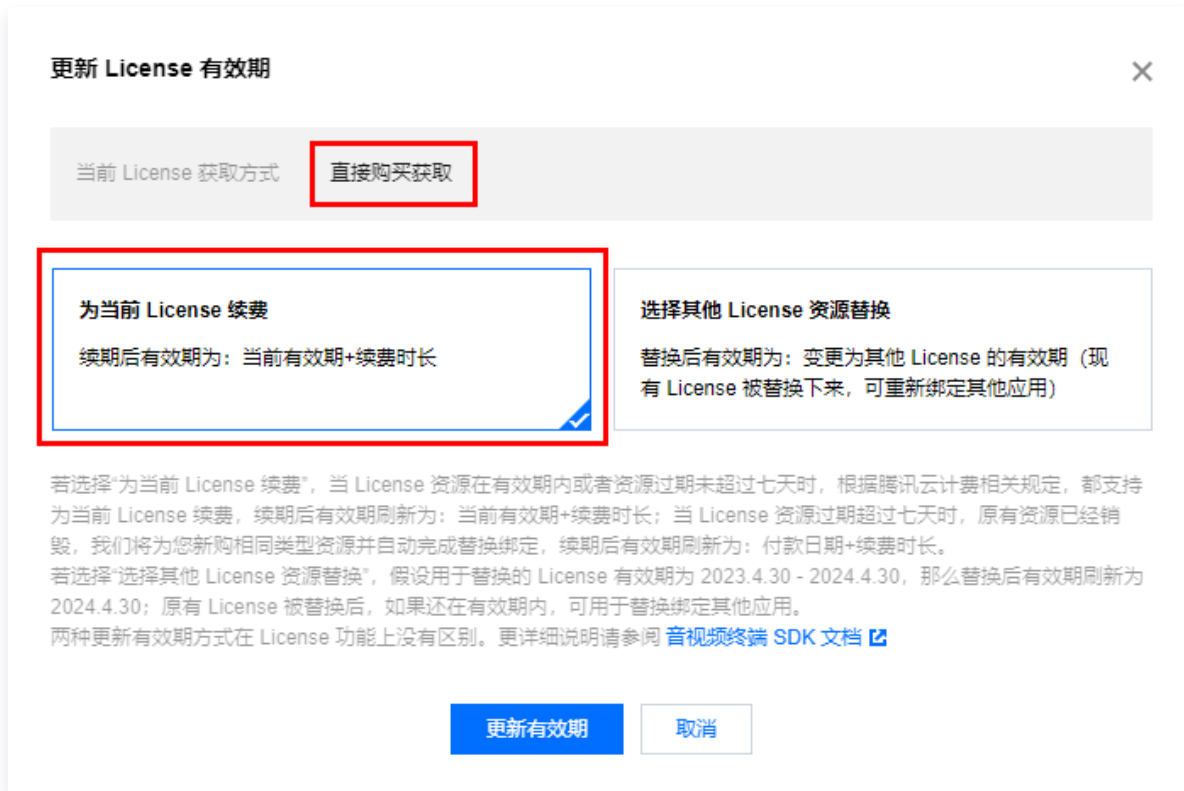 更新 License 有效期
当前 License 获取方式 直接购买获取
为当前 License 续费
续期后有效期为：当前有效期+续费时长
选择其他 License 资源替换
替换后有效期为：变更为其他 License 的有效期（现
有 License 被替换下来，可重新绑定其他应用）
若选择“为当前 License 续费”，当 License 资源在有效期内或者资源过期未超过七天时，根据腾讯云计费相关规定，都支持
为当前 License 续费，续期后有效期刷新为：当前有效期+续费时长；当 License 资源过期超过七天时，原有资源已经销
毁，我们将为您新购相同类型资源并自动完成替换绑定，续期后有效期刷新为：付款日期+续费时长。
若选择“选择其他 License 资源替换”，假设用于替换的 License 有效期为 2023.4.30 - 2024.4.30，那么替换后有效期刷新为
2024.4.30；原有 License 被替换后，如果还在有效期内，可用于替换绑定其他应用。
两种更新有效期方式在 License 功能上没有区别。更详细说明请参阅 音视频终端 SDK 文档
更新有效期 取消